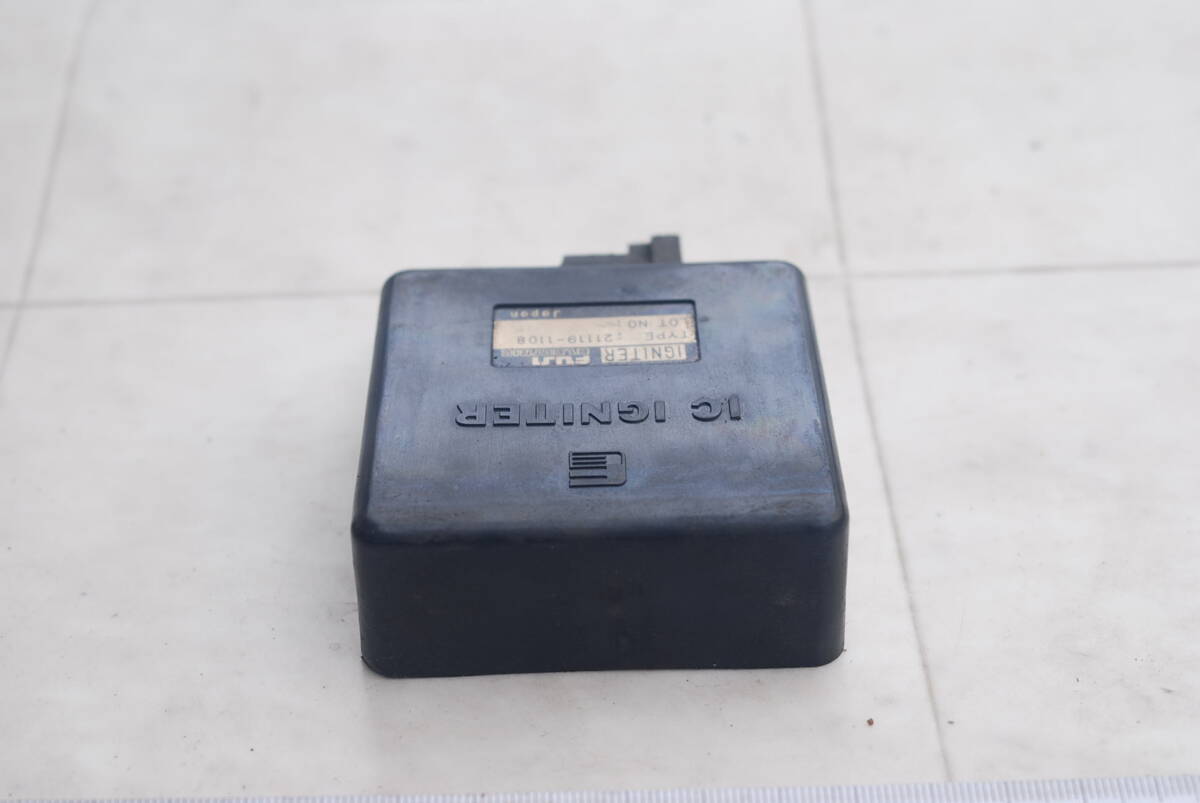 IC IGNITER
IGNITER FUJI
TYPE :21119-1108
LOT NO
Japan